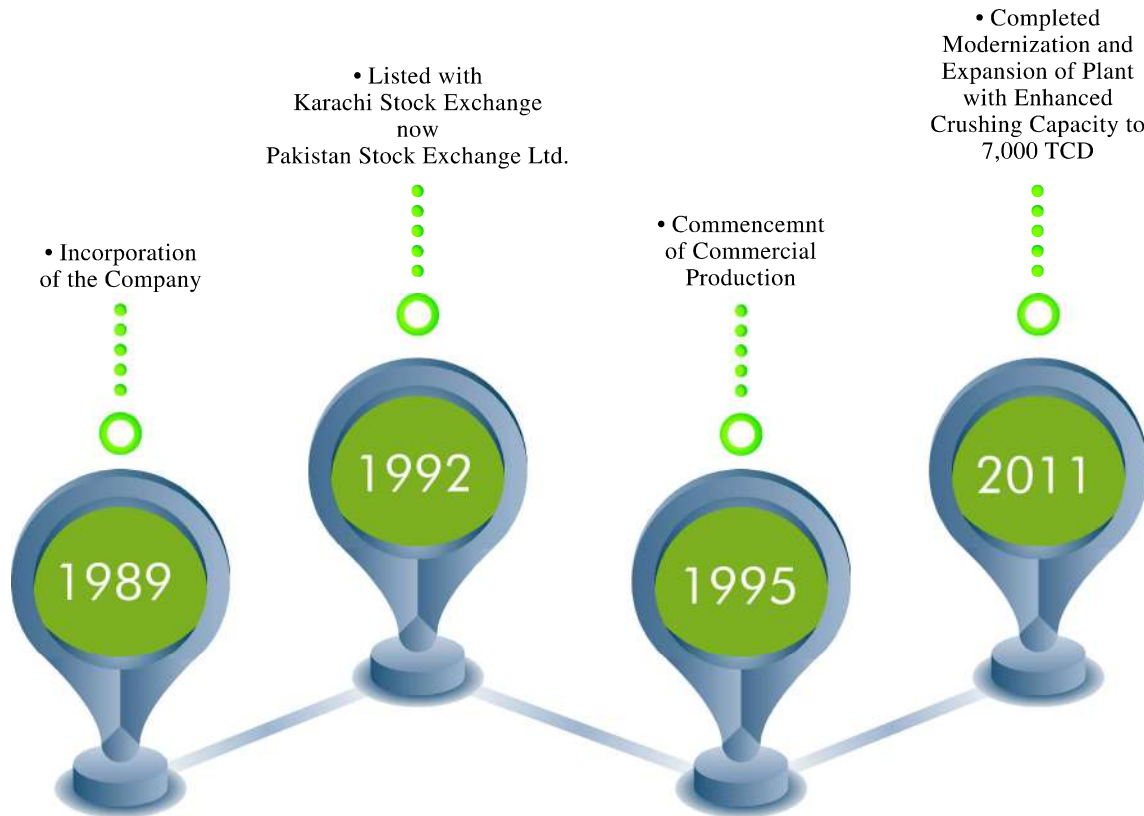 • Incorporation
of the Company
1989
• Listed with
Karachi Stock Exchange
now
Pakistan Stock Exchange Ltd.
1992
• Commencemnt
of Commercial
Production
1995
• Completed
Modernization and
Expansion of Plant
with Enhanced
Crushing Capacity to
7,000 TCD
2011